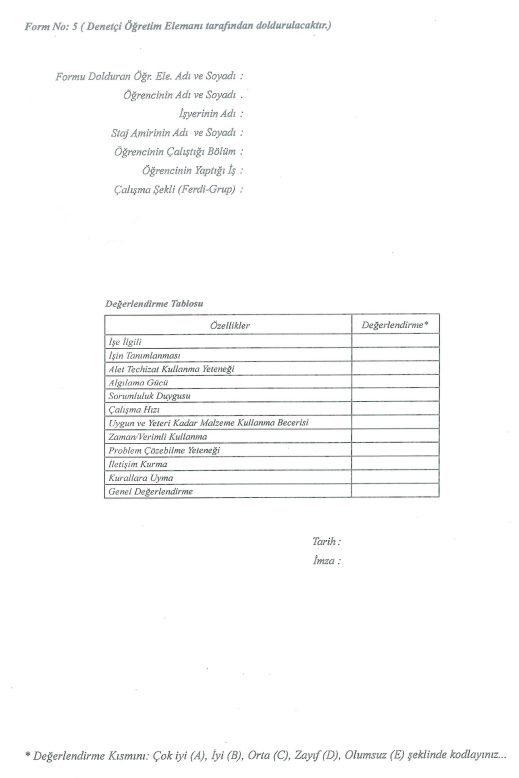 Form No: 5 ( Denetçi Öğretim Elemanı tarafından doldurulacaktır.)
Formu Dolduran Öğr. Ele. Adı ve Soyadı :
Öğrencinin Adı ve Soyadı .
İşyerinin Adı :
Staj Amirinin Adı ve Soyadı :
Öğrencinin Çalıştığı Bölüm :
Öğrencinin Yaptığı İş :
Çalışma Şekli (Ferdi-Grup) :
Değerlendirme Tablosu
Özellikler Değerlendirme*
İşe İlgili
İşin Tanımlanması
Alet Techizat Kullanma Yeteneği
Algılama Gücü
Sorumluluk Duygusu
Çalışma Hızı
Uygun ve Yeteri Kadar Malzeme Kullanma Becerisi
Zaman/Verimli Kullanma
Problem Çözebilme Yeteneği
İletişim Kurma
Kurallara Uyma
Genel Değerlendirme
Tarih :
İmza :
* Değerlendirme Kısmını: Çok iyi (A), İyi (B), Orta (C), Zayıf (D), Olumsuz (E) şeklinde kodlayınız...